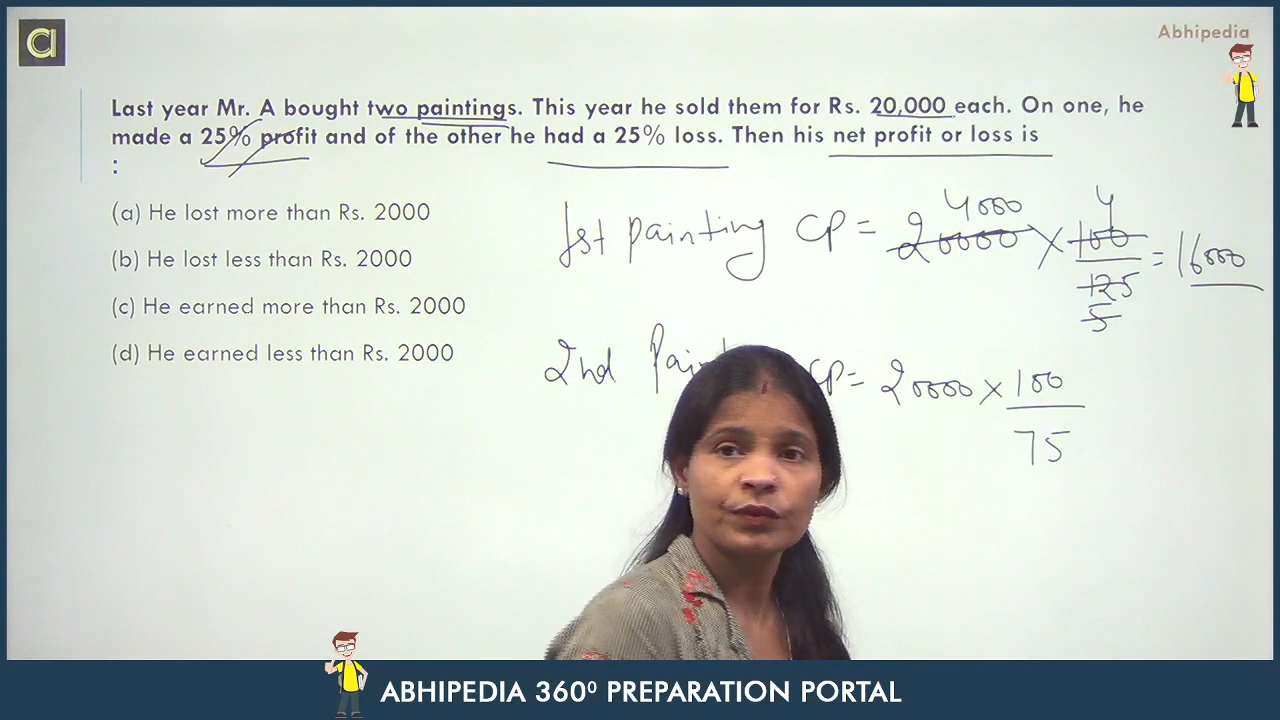 Abhipedia
a
Last year Mr. A bought two paintings. This year he sold them for Rs. 20,000 each. On one, he
made a 25% profit and of the other he had a 25% loss. Then his net profit or loss is
:
(a) He lost more than Rs. 2000
(b) He lost less than Rs. 2000
(c) He earned more than Rs. 2000
(d) He earned less than Rs. 2000
4000 4
1st painting CP = 20000 × 100 = 16000
125
5
2nd Paint CP= 20000 × 100
75
ABHIPEDIA 360⁰ PREPARATION PORTAL